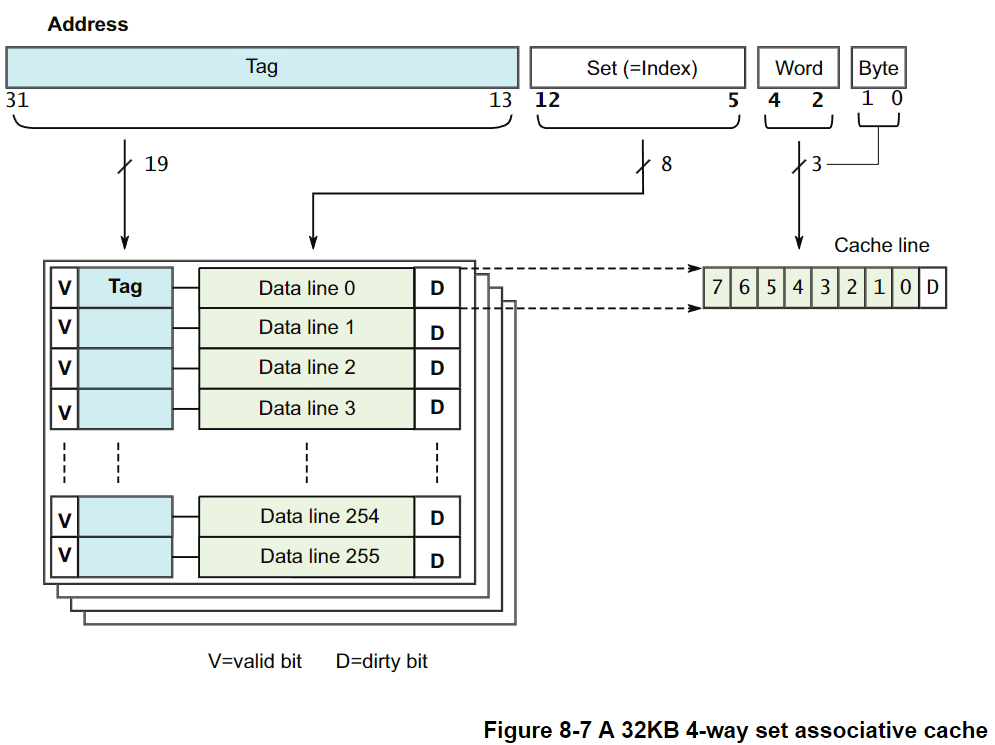 Address
Tag Set (=Index) Word Byte
31 13 12 5 4 2 1 0
19 8 3
Cache line
V Tag Data line 0 D 7 6 5 4 3 2 1 0 D
V Data line 1 D
V Data line 2 D
V Data line 3 D
V Data line 254 D
V Data line 255 D
V=valid bit D=dirty bit
Figure 8-7 A 32KB 4-way set associative cache